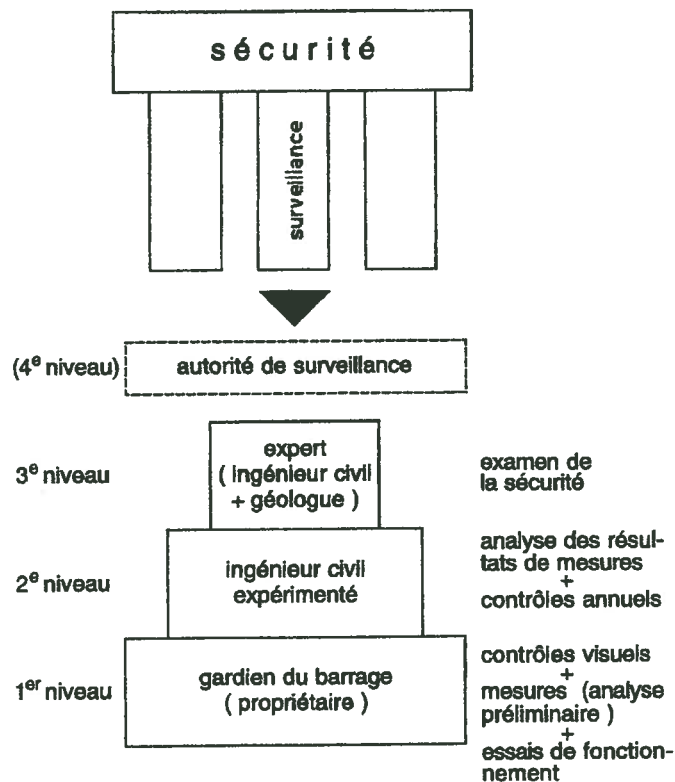 sécurité
surveillance
(4e niveau)
autorité de surveillance
3e niveau
expert
( ingénieur civil
+ géologue )
examen de
la sécurité
2e niveau
ingénieur civil
expérimenté
analyse des résul-
tats de mesures
+
contrôles annuels
1er niveau
gardien du barrage
( propriétaire )
contrôles visuels
+
mesures (analyse
préliminaire )
+
essais de fonction-
nement